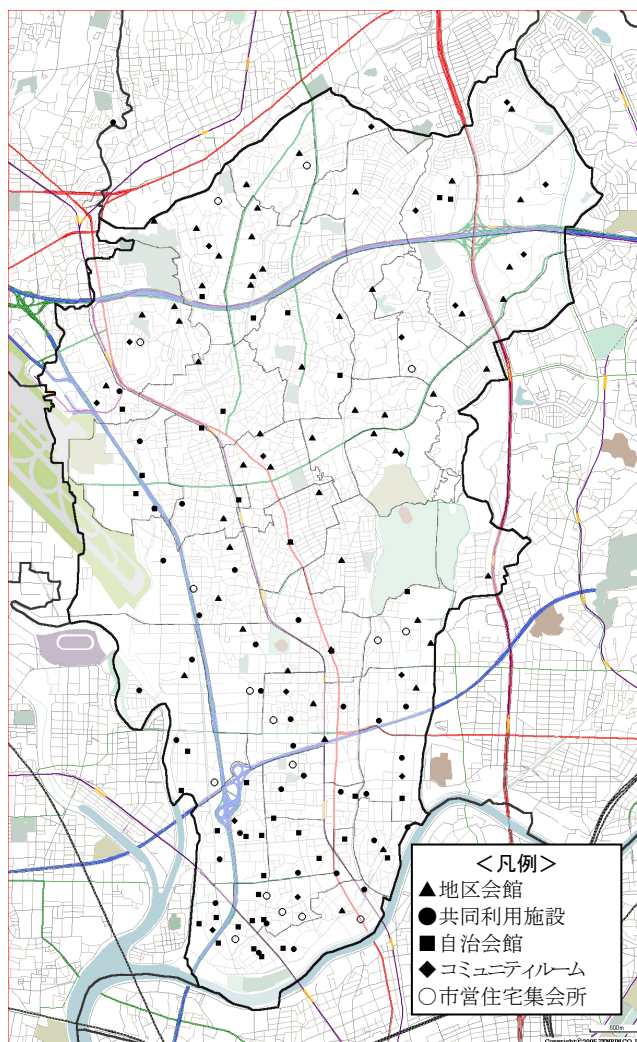 ＜凡例＞
▲地区会館
●共同利用施設
■自治会館
◆コミュニティルーム
○市営住宅集会所
600m